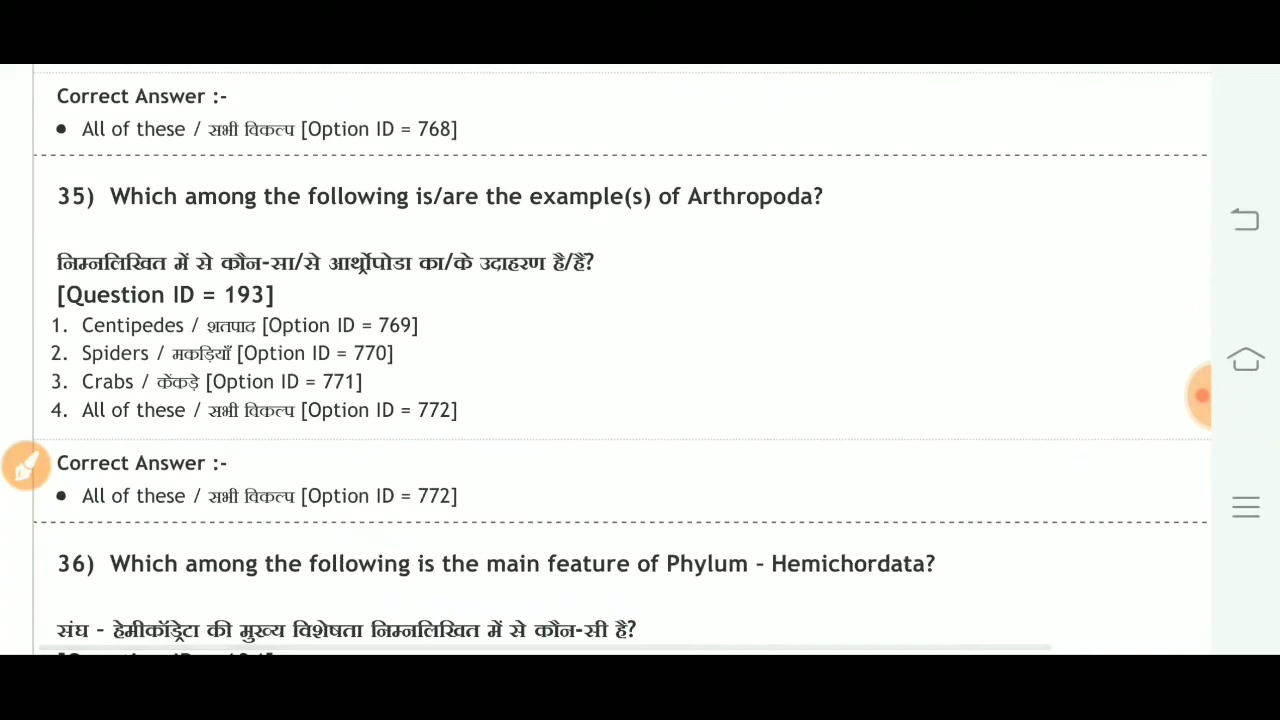 Correct Answer :-
• All of these / सभी विकल्प [Option ID = 768]
35) Which among the following is/are the example(s) of Arthropoda?
निम्नलिखित में से कौन-सा/से आर्थ्रोपोडा का/के उदाहरण है/हैं?
[Question ID = 193]
1. Centipedes / शतपाद [Option ID = 769]
2. Spiders / मकड़ियाँ [Option ID = 770]
3. Crabs / केंकड़े [Option ID = 771]
4. All of these / सभी विकल्प [Option ID = 772]
Correct Answer :-
• All of these / सभी विकल्प [Option ID = 772]
36) Which among the following is the main feature of Phylum - Hemichordata?
संघ - हेमीकॉर्ड्रेटा की मुख्य विशेषता निम्नलिखित में से कौन-सी है?